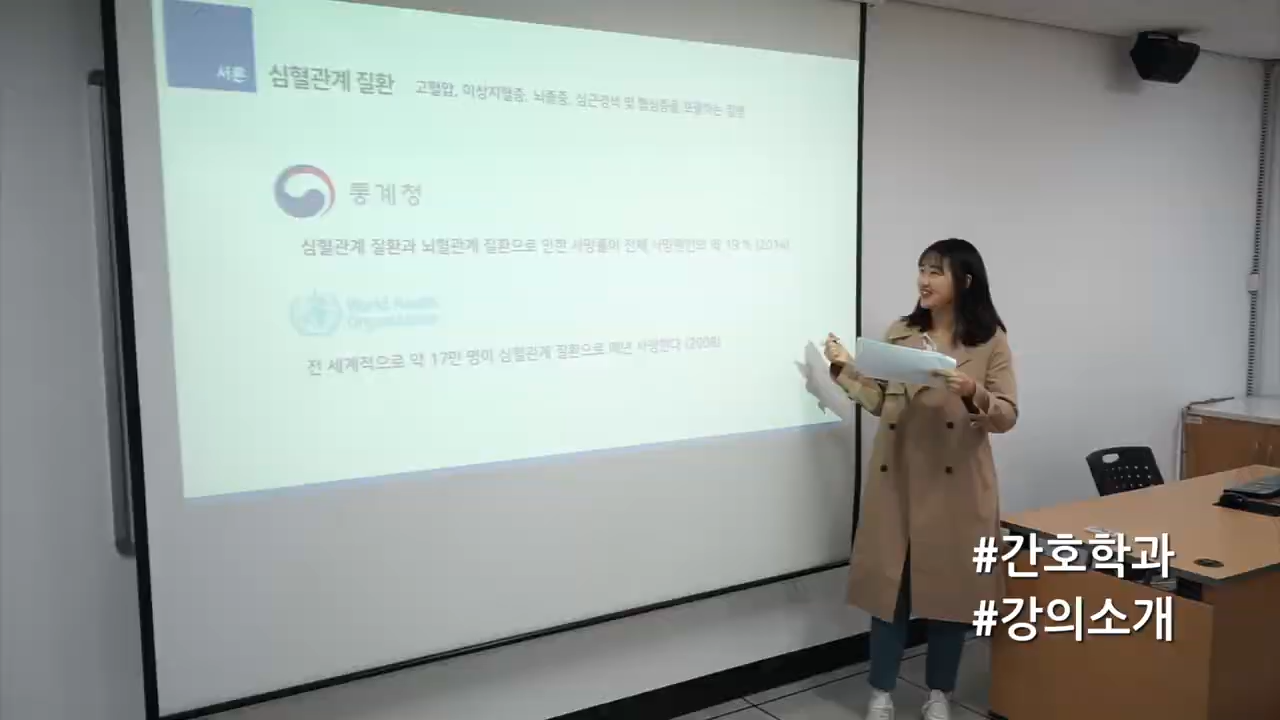 서론
심혈관계 질환 고혈압, 이상지혈증, 뇌졸중, 심근경색 및 협심증을 포괄하는 질병
통계청
심혈관계 질환과 뇌혈관계 질환으로 인한 사망률이 전체 사망원인의 약 19 %
World Health
Organization
전 세계적으로 약 17만 명이 심혈관계 질환으로 매년 사망한다 (2008)
#간호학과
#강의소개